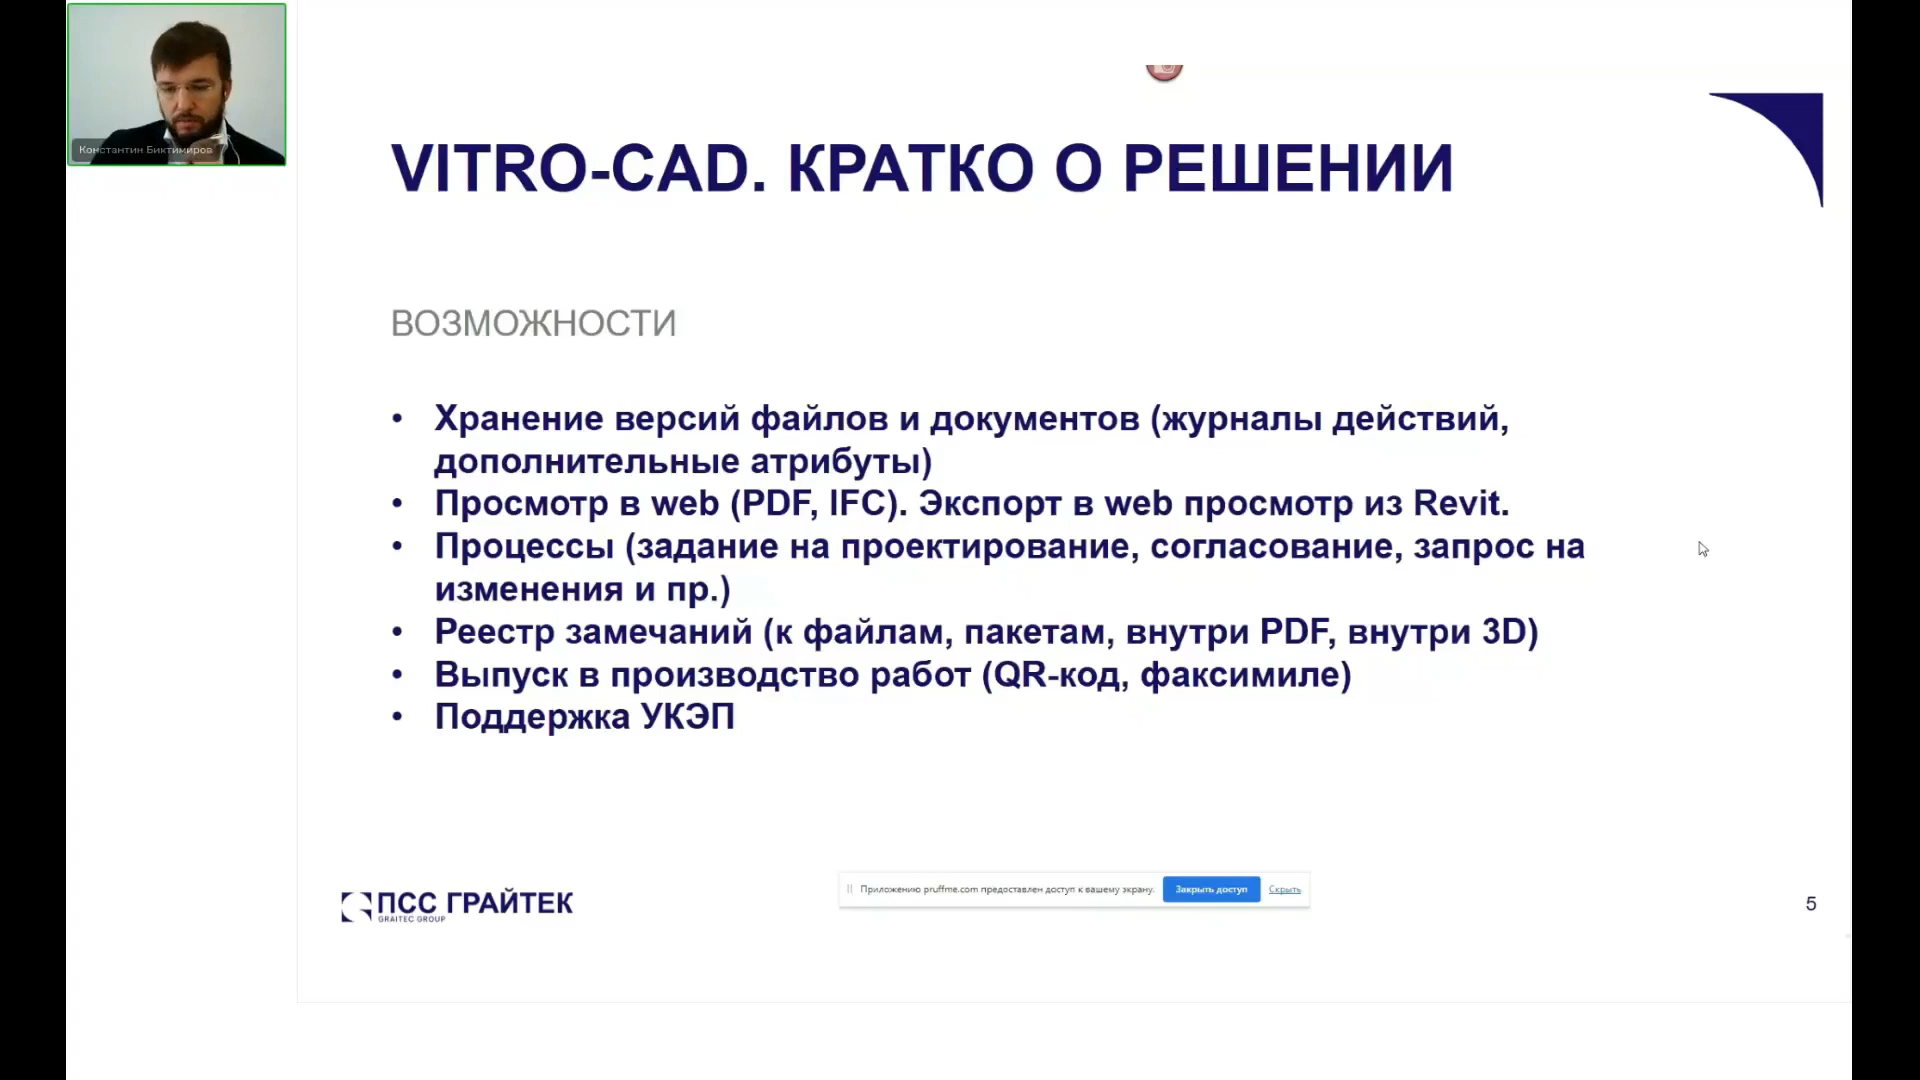 Константин Биктимиров
VITRO-CAD. КРАТКО О РЕШЕНИИ
ВОЗМОЖНОСТИ
• Хранение версий файлов и документов (журналы действий,
дополнительные атрибуты)
• Просмотр в web (PDF, IFC). Экспорт в web просмотр из Revit.
• Процессы (задание на проектирование, согласование, запрос на
изменения и пр.)
• Реестр замечаний (к файлам, пакетам, внутри PDF, внутри 3D)
• Выпуск в производство работ (QR-код, факсимиле)
• Поддержка УКЭП
ПСС ГРАЙТЕК
GRAITEC GROUP
Приложению pruffme.com предоставлен доступ к вашему экрану. Закрыть доступ Скрыть
5